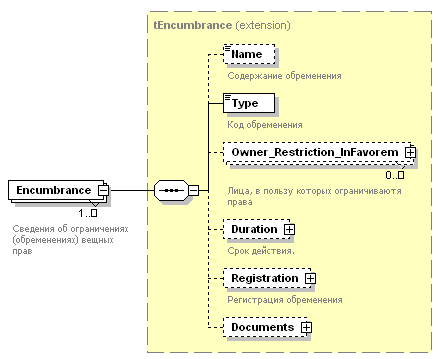 tEncumbrance (extension)
Name
Содержание обременения
Type
Код обременения
Owner_Restriction_InFavorem
0..
Лица, в пользу которых ограничиваютя
права
Encumbrance
1..
Сведения об ограничениях
(обременениях) вещных
прав
Duration
Срок действия.
Registration
Регистрация обременения
Documents